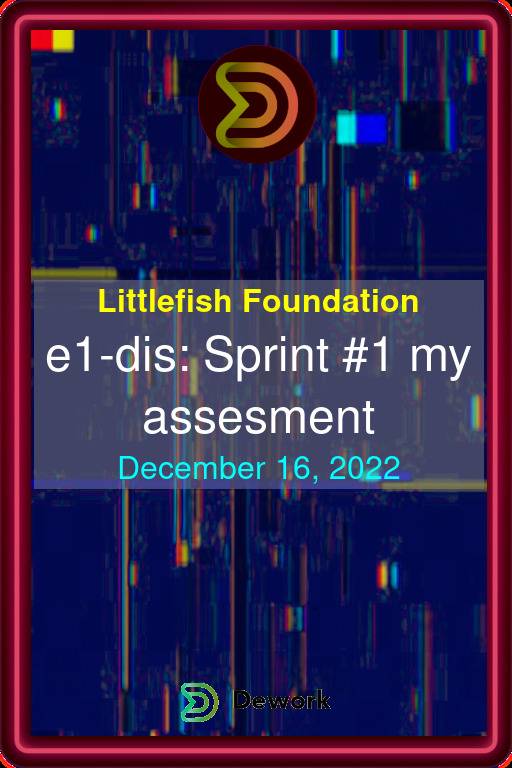 Littlefish Foundation
e1-dis: Sprint #1 my
assesment
December 16, 2022
Dework